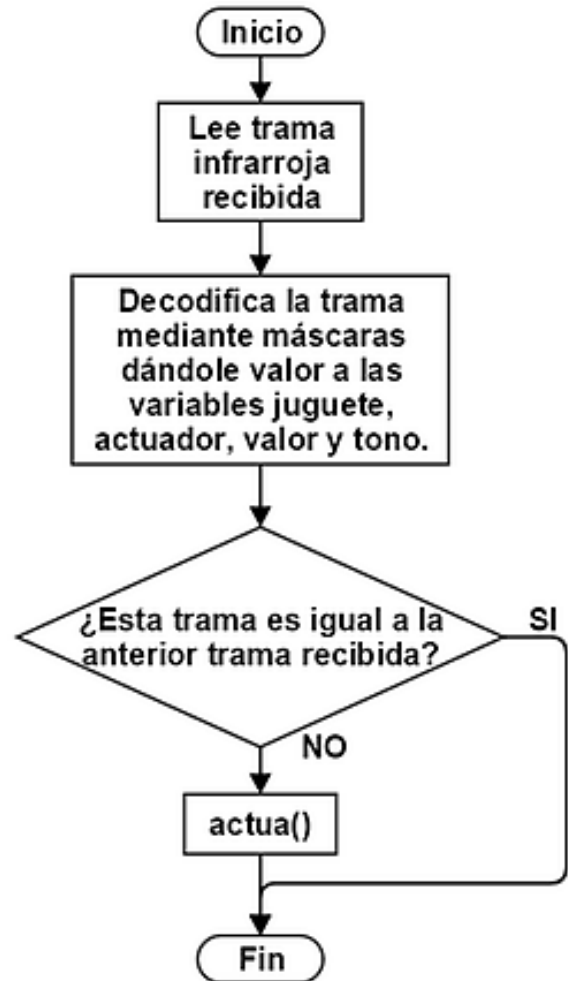 Inicio
Lee trama
infrarroja
recibida
Decodifica la trama
mediante máscaras
dándole valor a las
variables juguete,
actuador, valor y tono.
¿Esta trama es igual a la
anterior trama recibida?
SI
NO
actua()
Fin